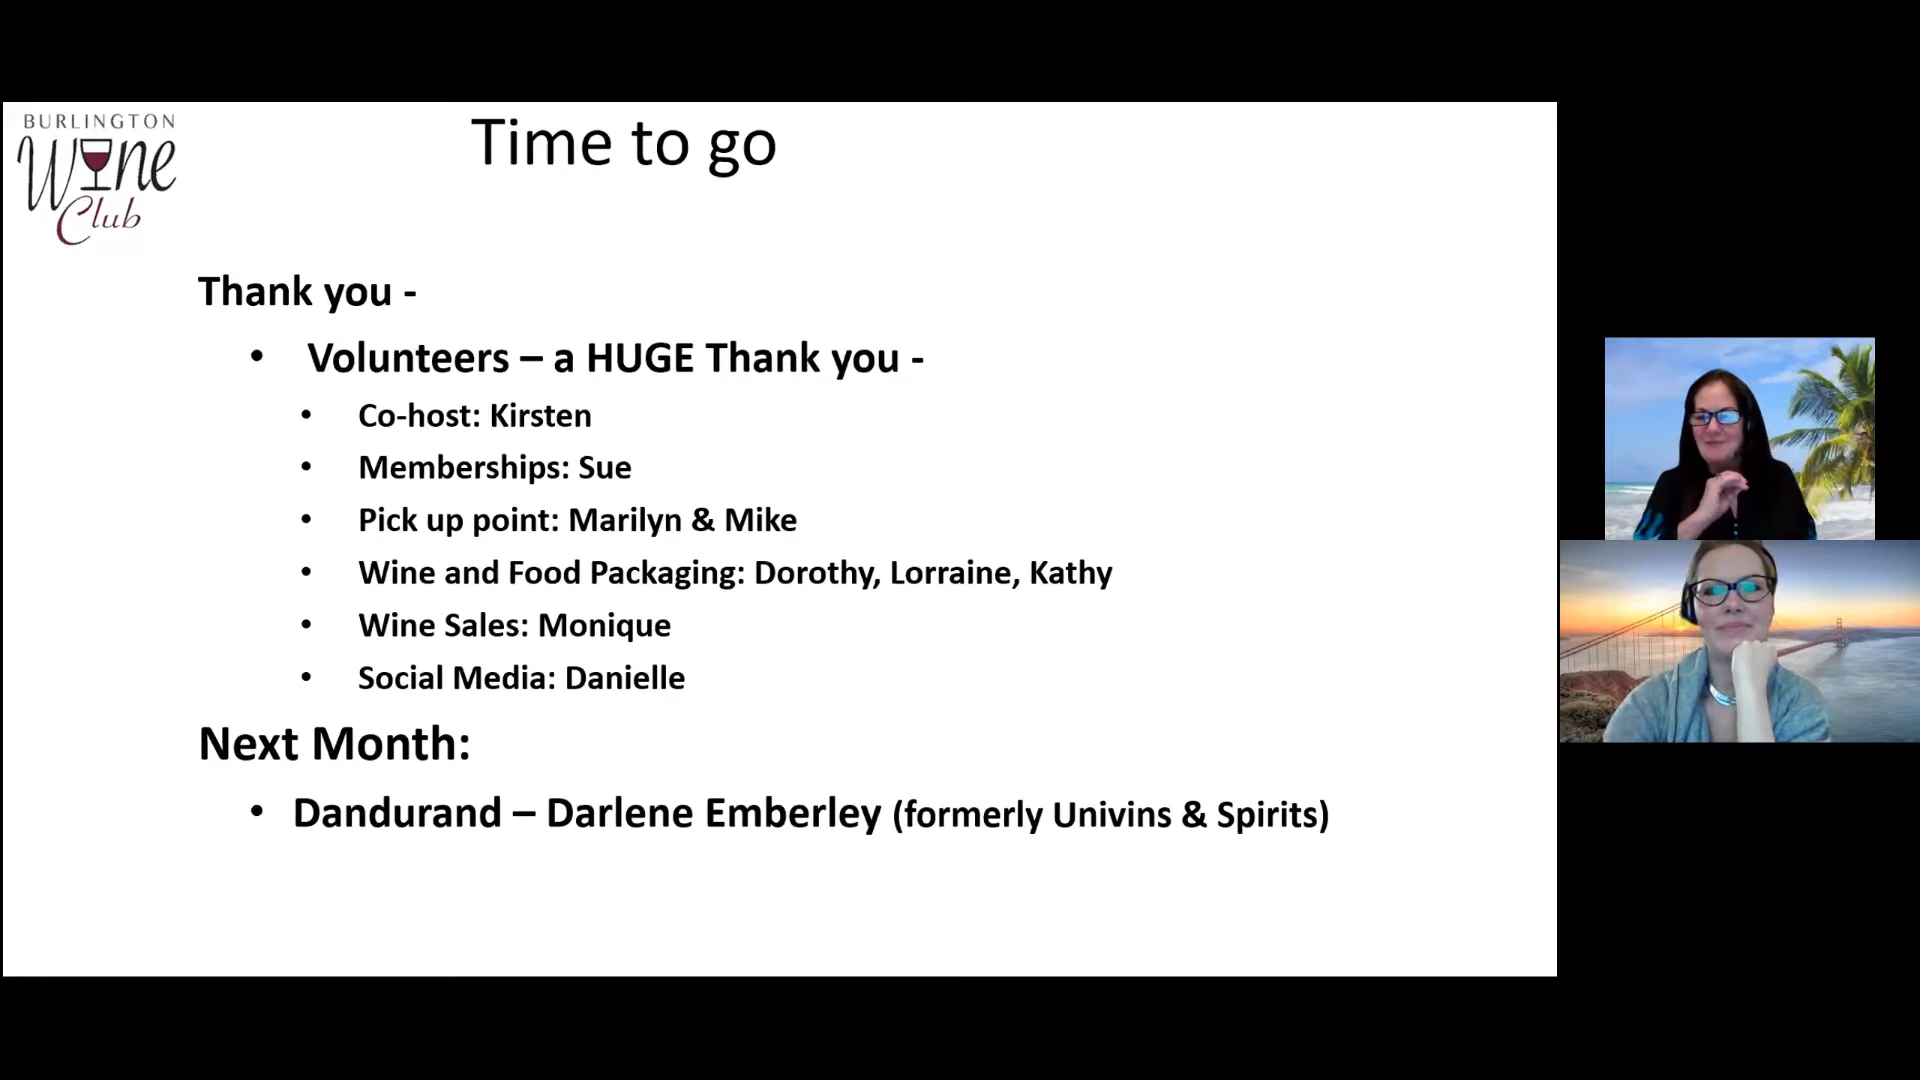 BURLINGTON
Wine
Club
Time to go
Thank you -
• Volunteers – a HUGE Thank you -
• Co-host: Kirsten
• Memberships: Sue
• Pick up point: Marilyn & Mike
• Wine and Food Packaging: Dorothy, Lorraine, Kathy
• Wine Sales: Monique
• Social Media: Danielle
Next Month:
• Dandurand – Darlene Emberley (formerly Univins & Spirits)